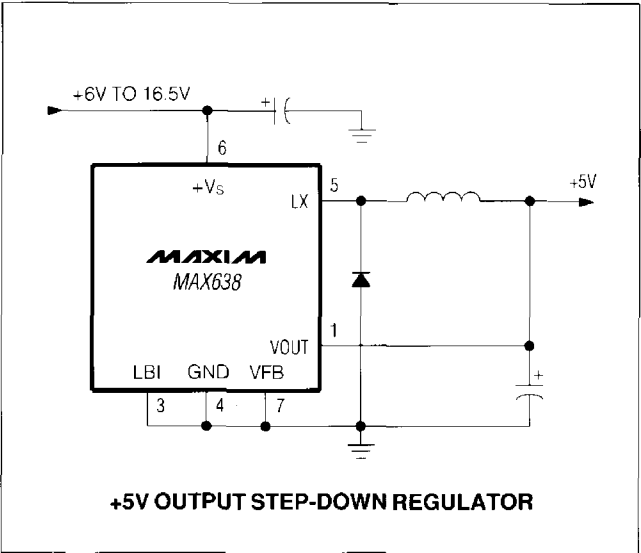 +6V TO 16.5V
+
6
+VS
LX
5
+5V
MAXIM
MAX638
VOUT
1
LBI GND VFB
+
3
4
7
+5V OUTPUT STEP-DOWN REGULATOR